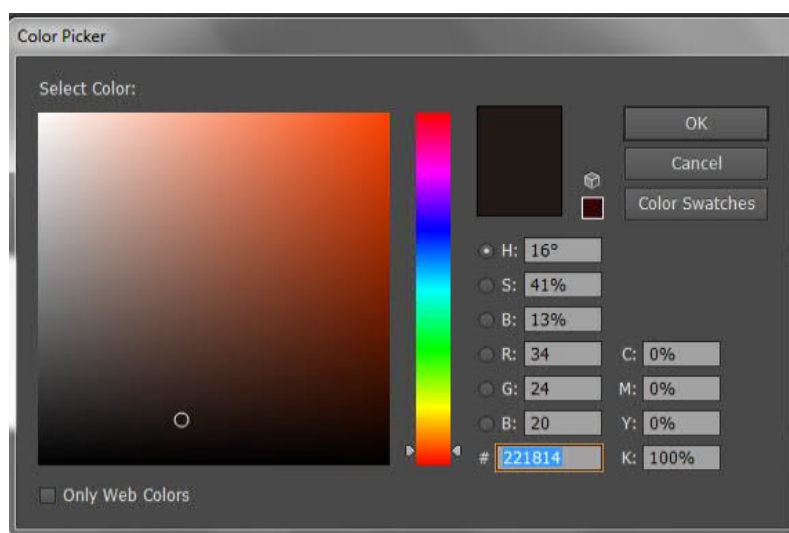 Color Picker
Select Color:
OK
Cancel
Color Swatches
H: 16°
S: 41%
B: 13%
R: 34 C: 0%
G: 24 M: 0%
B: 20 Y: 0%
# 221814 K: 100%
Only Web Colors